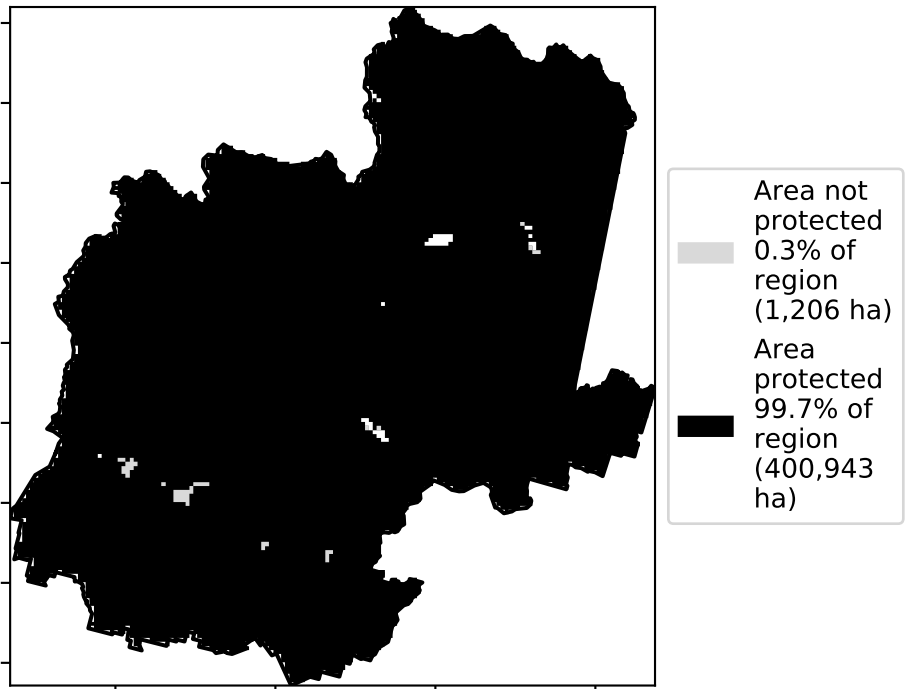 Area not
protected
0.3% of
region
(1,206 ha)
Area
protected
99.7% of
region
(400,943
ha)